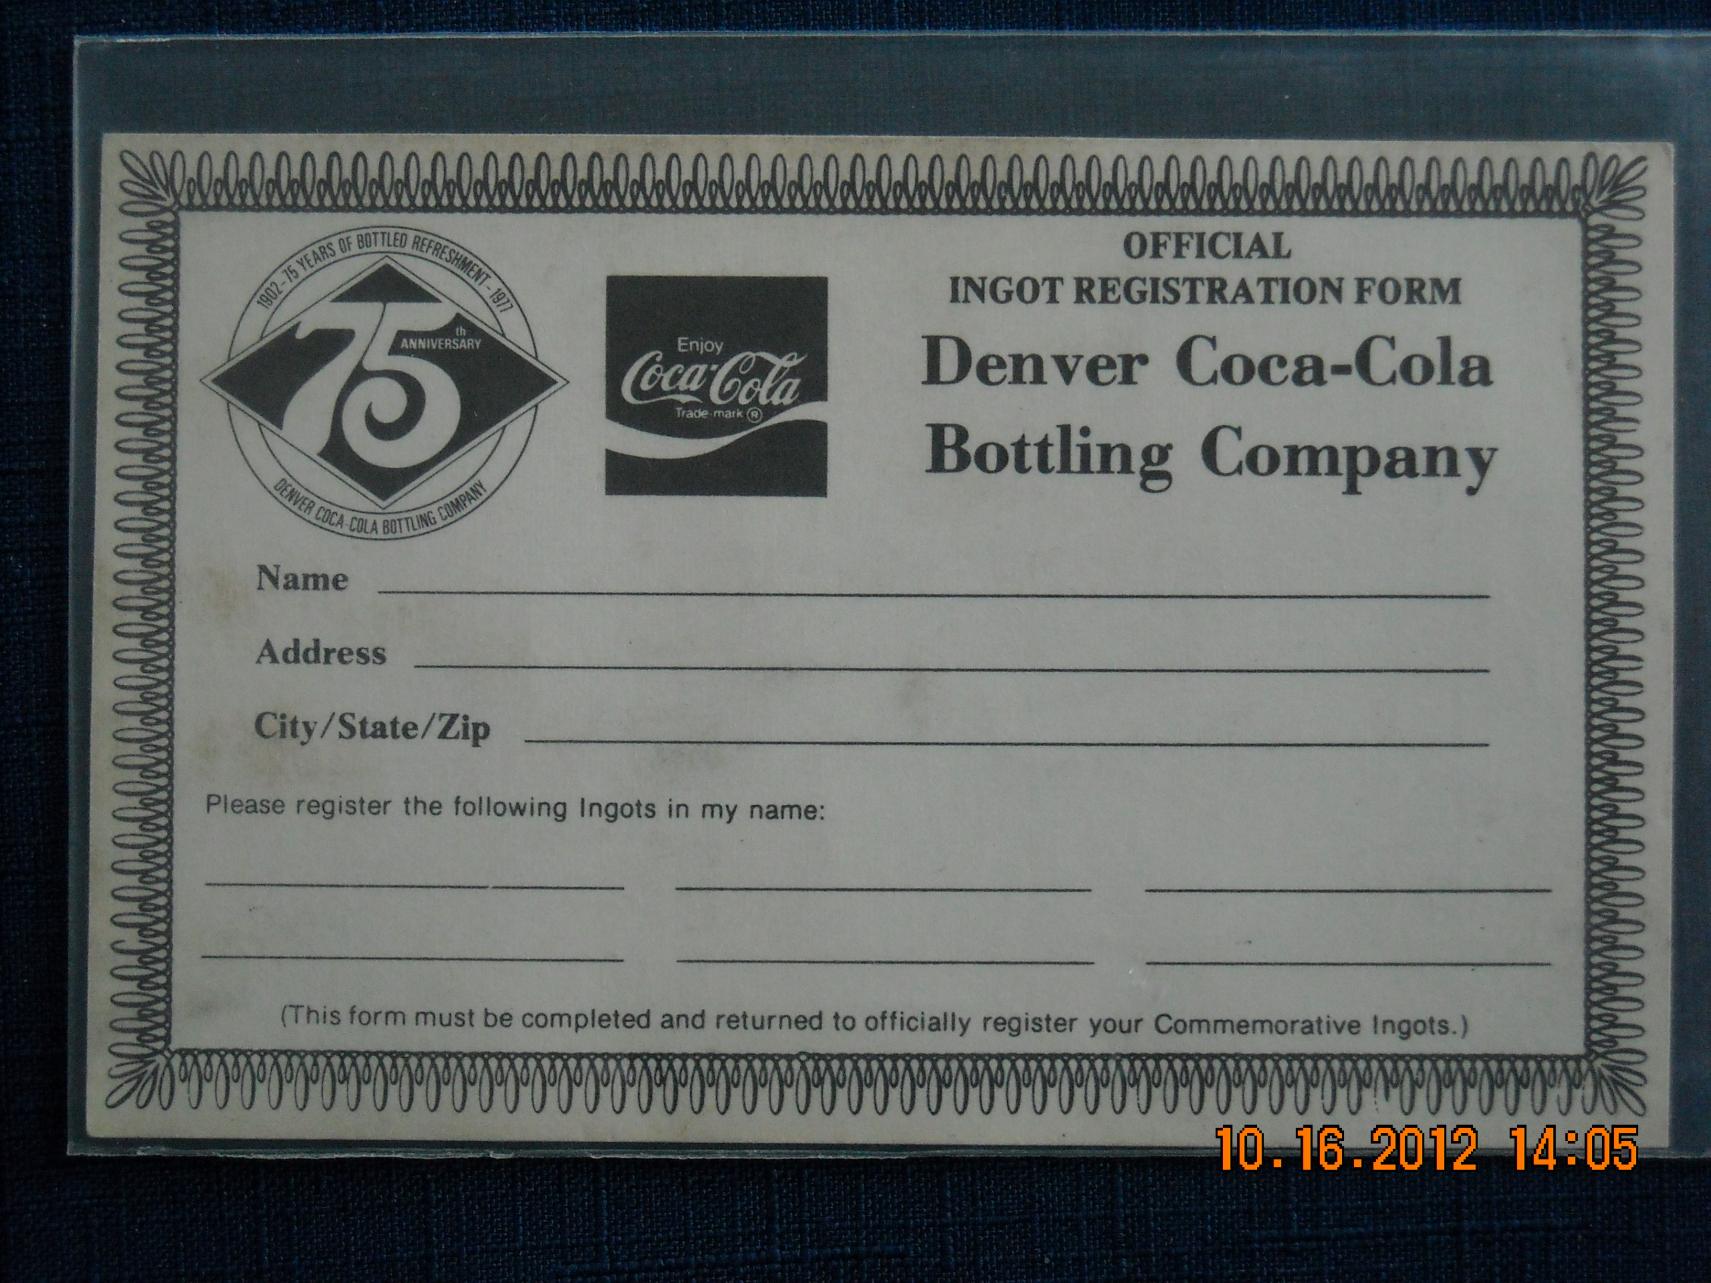 1902-75 YEARS OF BOTTLED REFRESHMENT-1977
75th
ANNIVERSARY
DENVER COCA-COLA BOTTLING COMPANY
Enjoy
Coca-Cola
Trade-mark ®
OFFICIAL
INGOT REGISTRATION FORM
Denver Coca-Cola
Bottling Company
Name
Address
City/State/Zip
Please register the following Ingots in my name:
(This form must be completed and returned to officially register your Commemorative Ingots.)
10.16.2012 14:05